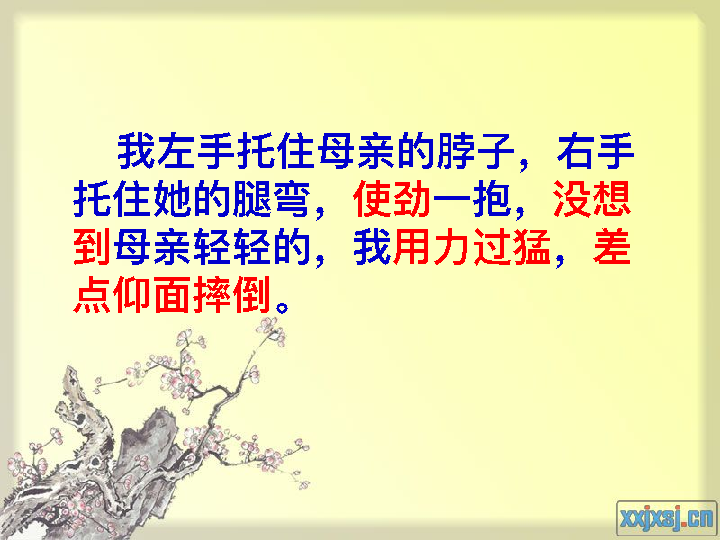 我左手托住母亲的脖子，右手
托住她的腿弯，使劲一抱，没想
到母亲轻轻的，我用力过猛，差
点仰面摔倒。
xxjxsj.cn